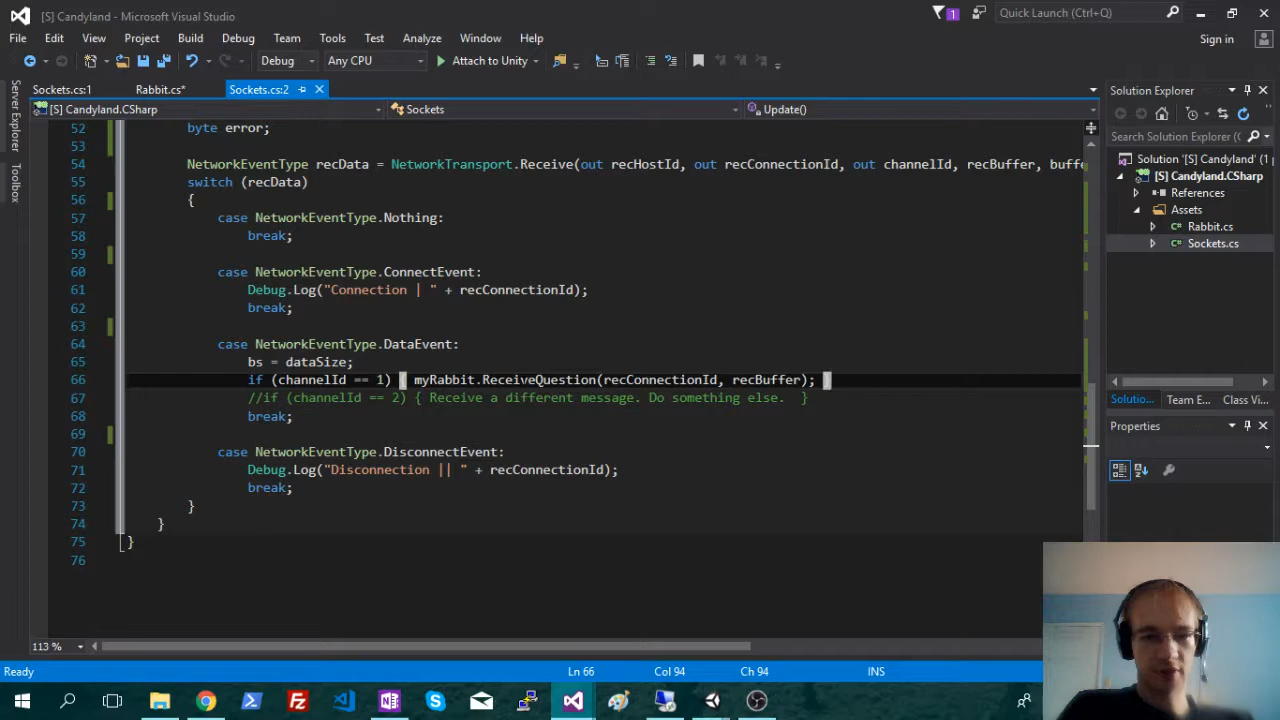 [S] Candyland - Microsoft Visual Studio
1
Quick Launch (Ctrl+Q)
File Edit View Project Build Debug Team Tools Test Analyze Window Help
Sign in
Debug Any CPU Attach to Unity
Sockets.cs:1 Rabbit.cs* Sockets.cs:2
[S] Candyland.CSharp Sockets Update()
Server Explorer
Toolbox
52 byte error;
53
54 NetworkEventType recData = NetworkTransport.Receive(out recHostId, out recConnectionId, out channelId, recBuffer, buffe
55 switch (recData)
56 {
57 case NetworkEventType.Nothing:
58 break;
59
60 case NetworkEventType.ConnectEvent:
61 Debug.Log("Connection | " + recConnectionId);
62 break;
63
64 case NetworkEventType.DataEvent:
65 bs = dataSize;
66 if (channelId == 1) { myRabbit.ReceiveQuestion(recConnectionId, recBuffer); }
67 //if (channelId == 2) { Receive a different message. Do something else. }
68 break;
69
70 case NetworkEventType.DisconnectEvent:
71 Debug.Log("Disconnection || " + recConnectionId);
72 break;
73 }
74 }
75 }
76
113 %
Solution Explorer
Search Solution Explorer (Ctrl+
Solution '[S] Candyland' (1
[S] Candyland.CSharp
References
Assets
C# Rabbit.cs
C# Sockets.cs
Solutio... Team E... Class Vi...
Properties
Ready Ln 66 Col 94 Ch 94 INS